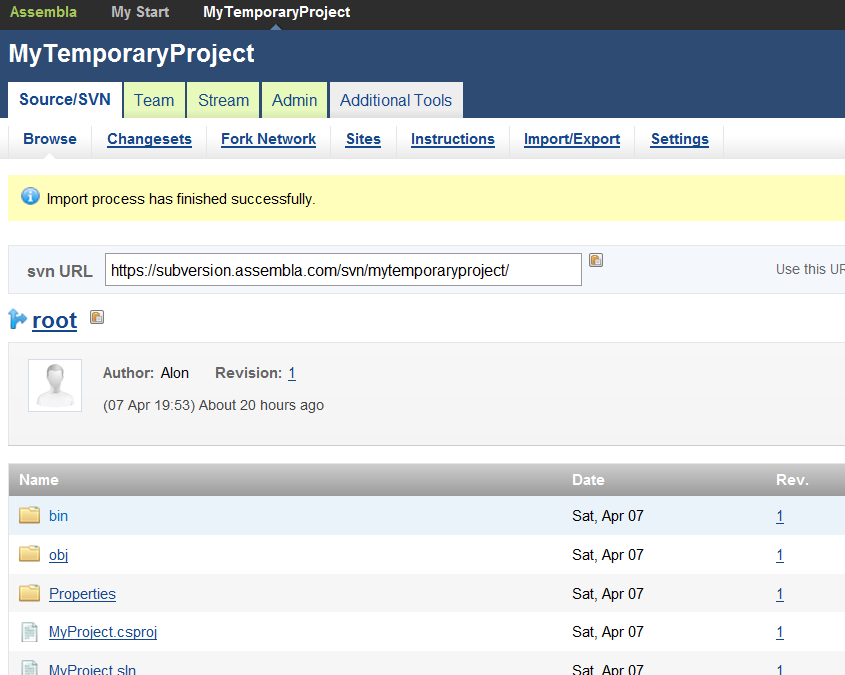 Assembla My Start MyTemporaryProject
MyTemporaryProject
Source/SVN Team Stream Admin Additional Tools
Browse Changesets Fork Network Sites Instructions Import/Export Settings
Import process has finished successfully.
svn URL https://subversion.assembla.com/svn/mytemporaryproject/ Use this UR
root
Author: Alon Revision: 1
(07 Apr 19:53) About 20 hours ago
Name Date Rev.
bin Sat, Apr 07 1
obj Sat, Apr 07 1
Properties Sat, Apr 07 1
MyProject.csproj Sat, Apr 07 1
MyProject.sln Sat, Apr 07 1